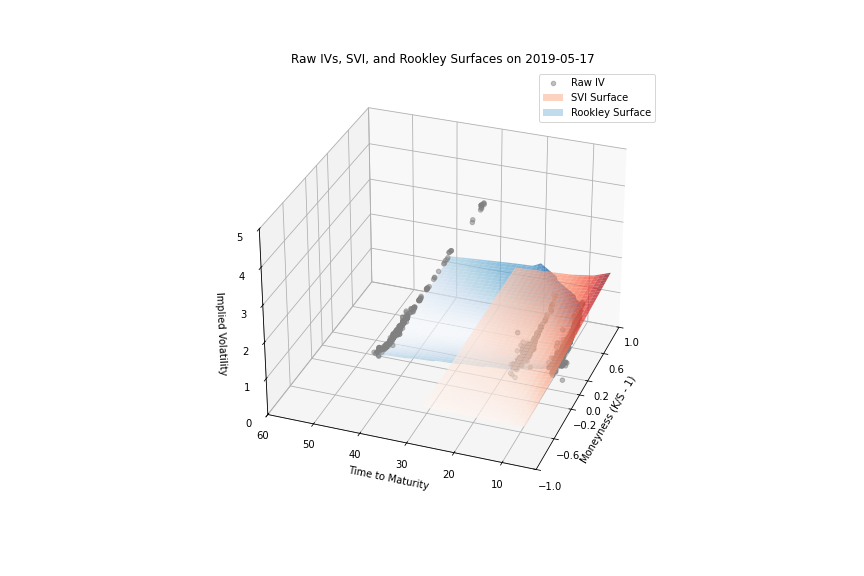 Raw IVs, SVI, and Rookley Surfaces on 2019-05-17
Raw IV
SVI Surface
Rookley Surface
5
4
3
2
1
0
Implied Volatility
60
50
40
30
20
10
Time to Maturity
1.0
0.6
0.2
0.0
−0.2
−0.6
−1.0
Moneyness (K/S - 1)